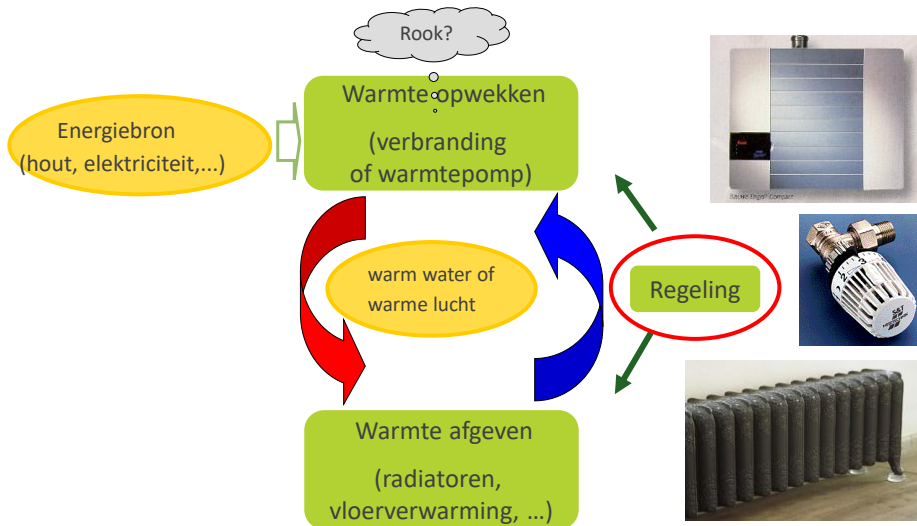 Rook?
Warmte opwekken
(verbranding
of warmtepomp)
Energiebron
(hout, elektriciteit,...)
warm water of
warme lucht
Regeling
Warmte afgeven
(radiatoren,
vloerverwarming, …)